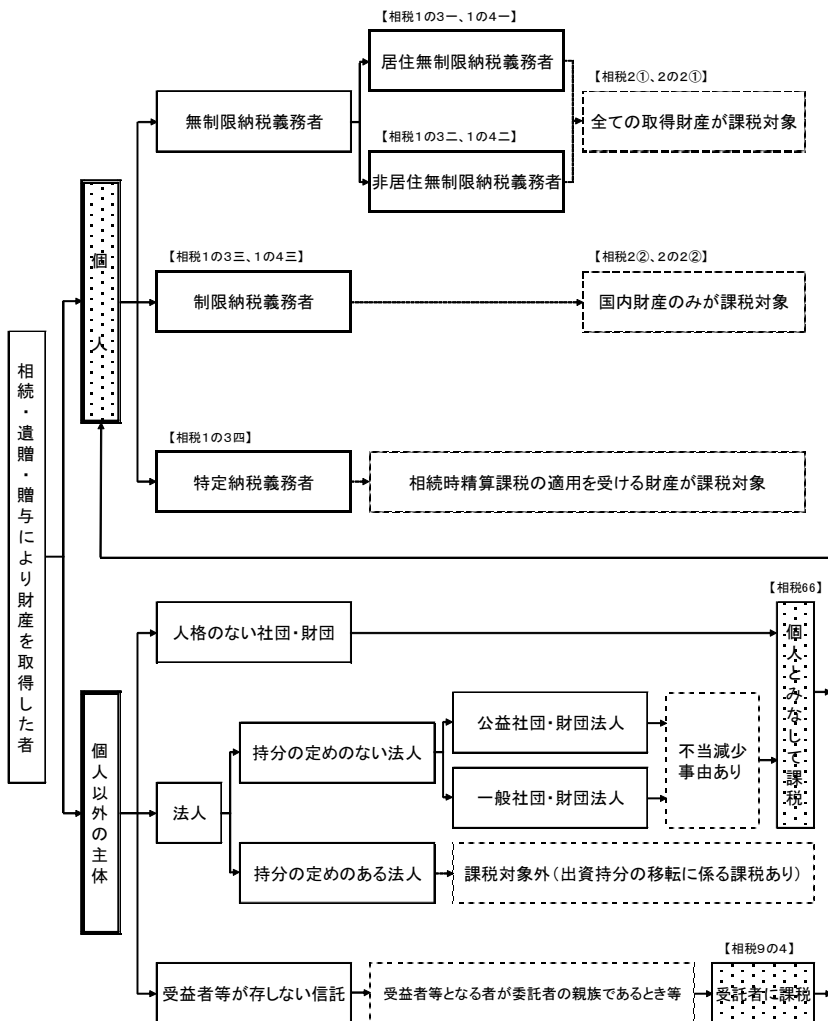 【相税1の3一、1の4一】
居住無制限納税義務者
【相税2①、2の2①】
無制限納税義務者
全ての取得財産が課税対象
【相税1の3二、1の4二】
非居住無制限納税義務者
個人
【相税1の3三、1の4三】
【相税2②、2の2②】
制限納税義務者
国内財産のみが課税対象
相続・遺贈・贈与により財産を取得した者
【相税1の3四】
特定納税義務者
相続時精算課税の適用を受ける財産が課税対象
【相税66】
人格のない社団・財団
個人とみなして課税
個人以外の主体
公益社団・財団法人
持分の定めのない法人
不当減少
事由あり
一般社団・財団法人
法人
持分の定めのある法人
課税対象外(出資持分の移転に係る課税あり)
【相税9の4】
受益者等が存しない信託
受益者等となる者が委託者の親族であるとき等
受託者に課税